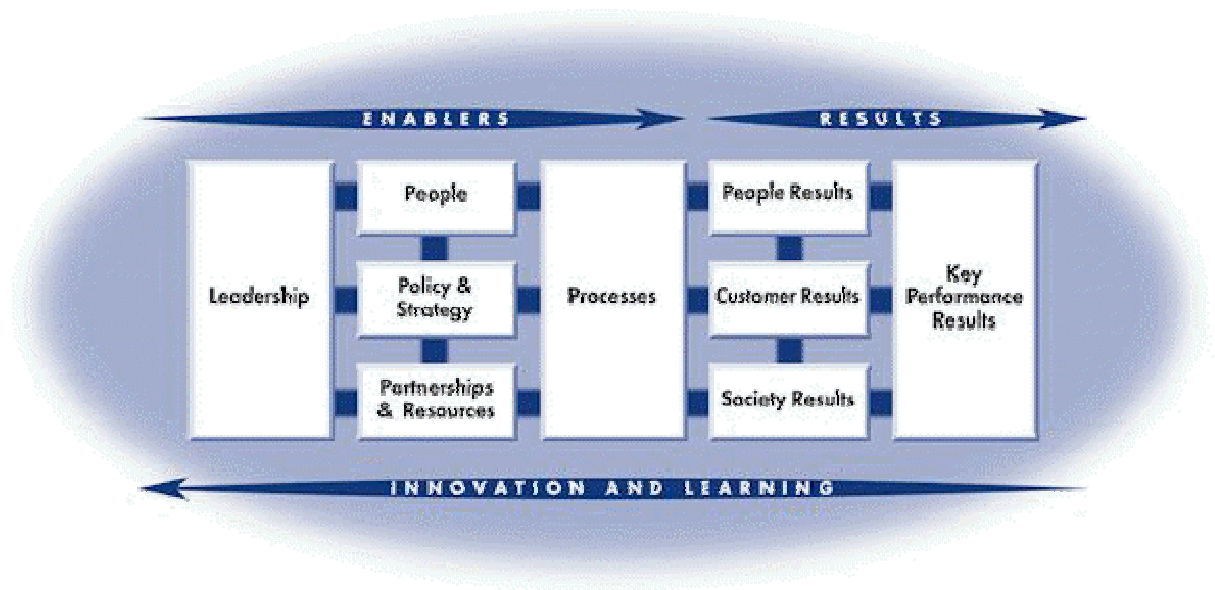 ENABLERS
RESULTS
Leadership
People
Policy &
Strategy
Partnerships
& Resources
Processes
People Results
Customer Results
Society Results
Key
Performance
Results
INNOVATION AND LEARNING